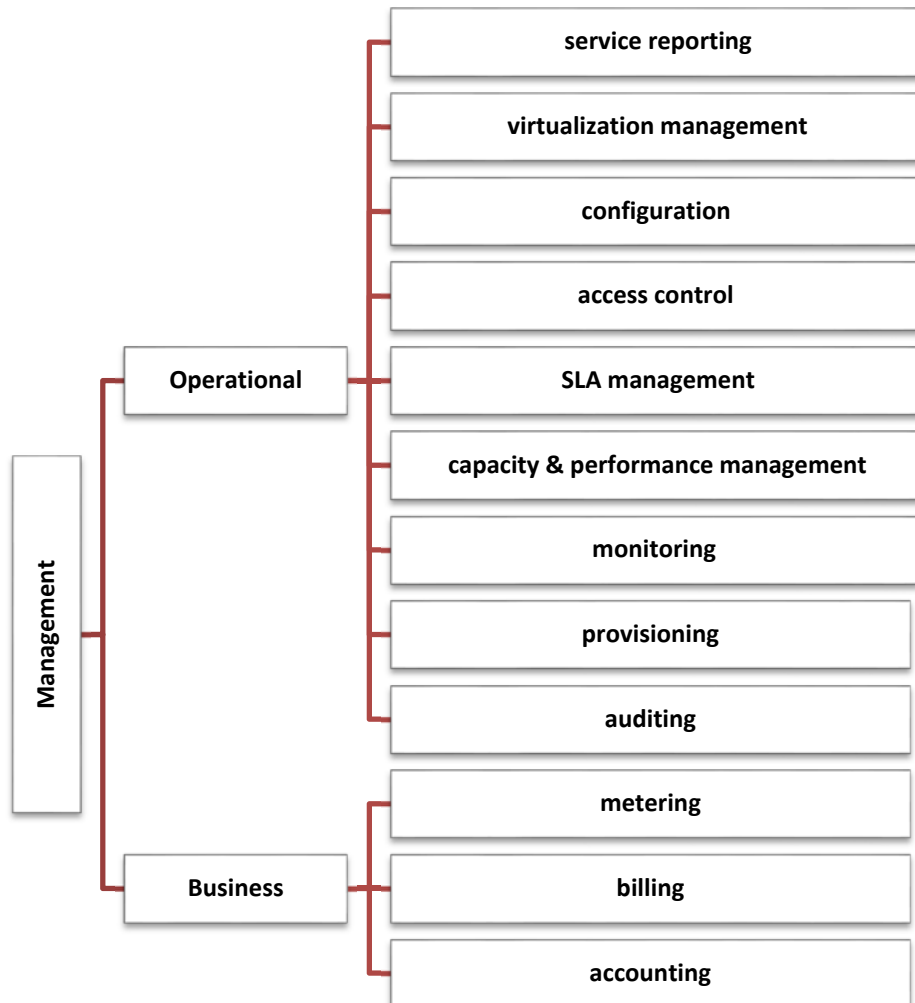 service reporting
virtualization management
configuration
access control
Operational
SLA management
capacity & performance management
Management
monitoring
provisioning
auditing
metering
Business
billing
accounting